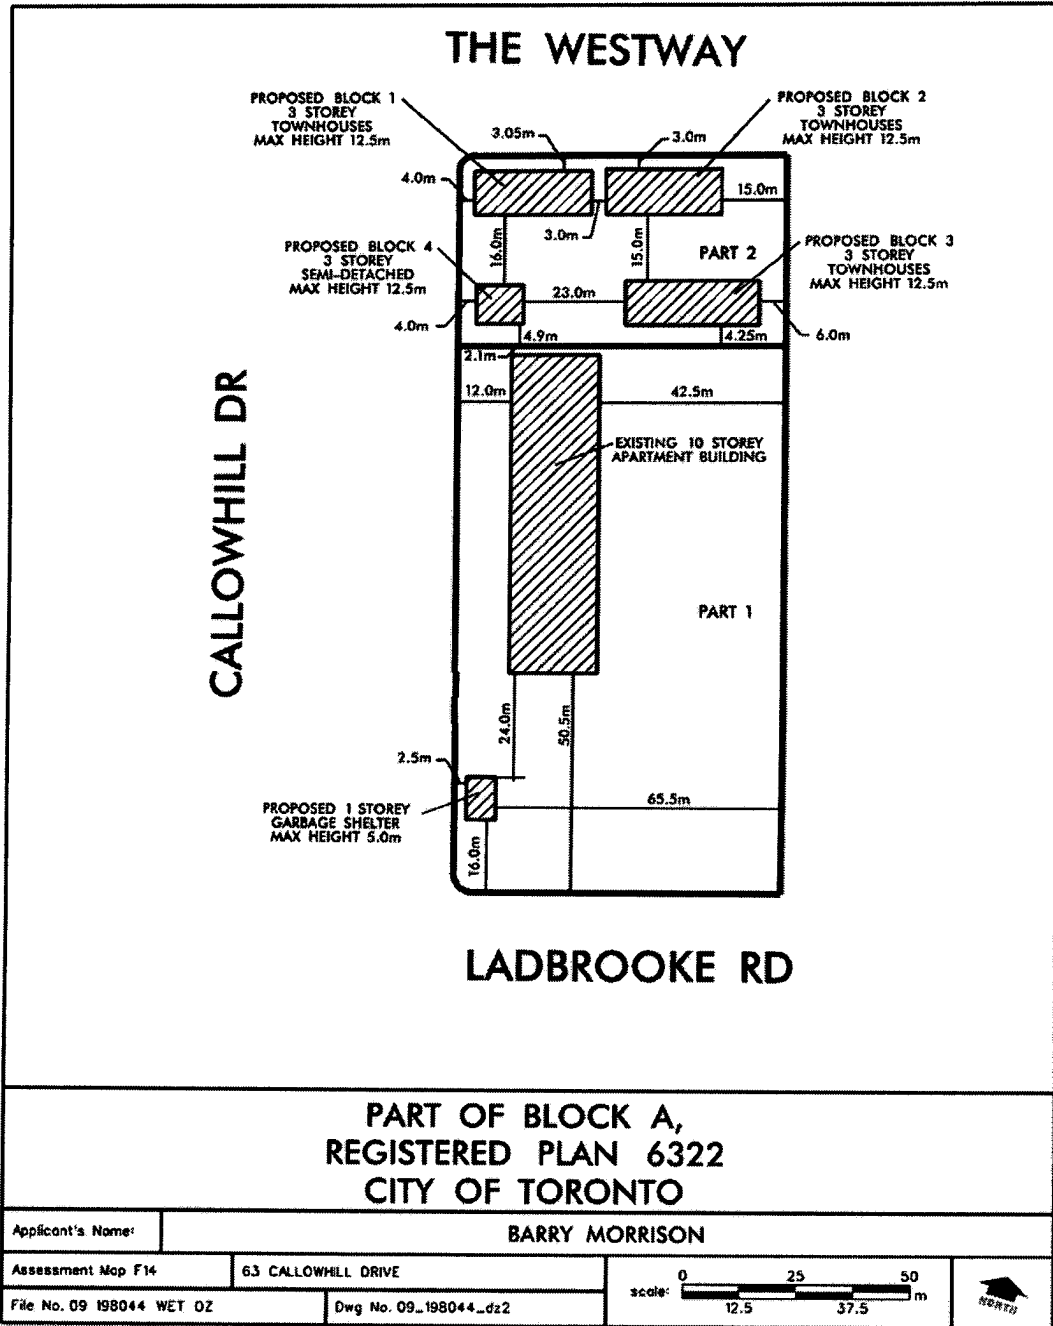 THE WESTWAY
PROPOSED BLOCK 1
3 STOREY
TOWNHOUSES
MAX HEIGHT 12.5m
PROPOSED BLOCK 2
3 STOREY
TOWNHOUSES
MAX HEIGHT 12.5m
3.05m
3.0m
4.0m
15.0m
3.0m
16.0m
15.0m
PART 2
PROPOSED BLOCK 4
3 STOREY
SEMI-DETACHED
MAX HEIGHT 12.5m
PROPOSED BLOCK 3
3 STOREY
TOWNHOUSES
MAX HEIGHT 12.5m
23.0m
4.0m
4.9m
4.25m
6.0m
2.1m
12.0m
42.5m
CALLOWHILL DR
EXISTING 10 STOREY
APARTMENT BUILDING
PART 1
24.0m
50.5m
2.5m
65.5m
PROPOSED 1 STOREY
GARBAGE SHELTER
MAX HEIGHT 5.0m
16.0m
LADBROOKE RD
PART OF BLOCK A,
REGISTERED PLAN 6322
CITY OF TORONTO
Applicant's Name:
BARRY MORRISON
Assessment Map F14
63 CALLOWHILL DRIVE
File No. 09 198044 WET OZ
Dwg No. 09_198044_dz2
scale:
0 25 50
m
12.5 37.5
NORTH